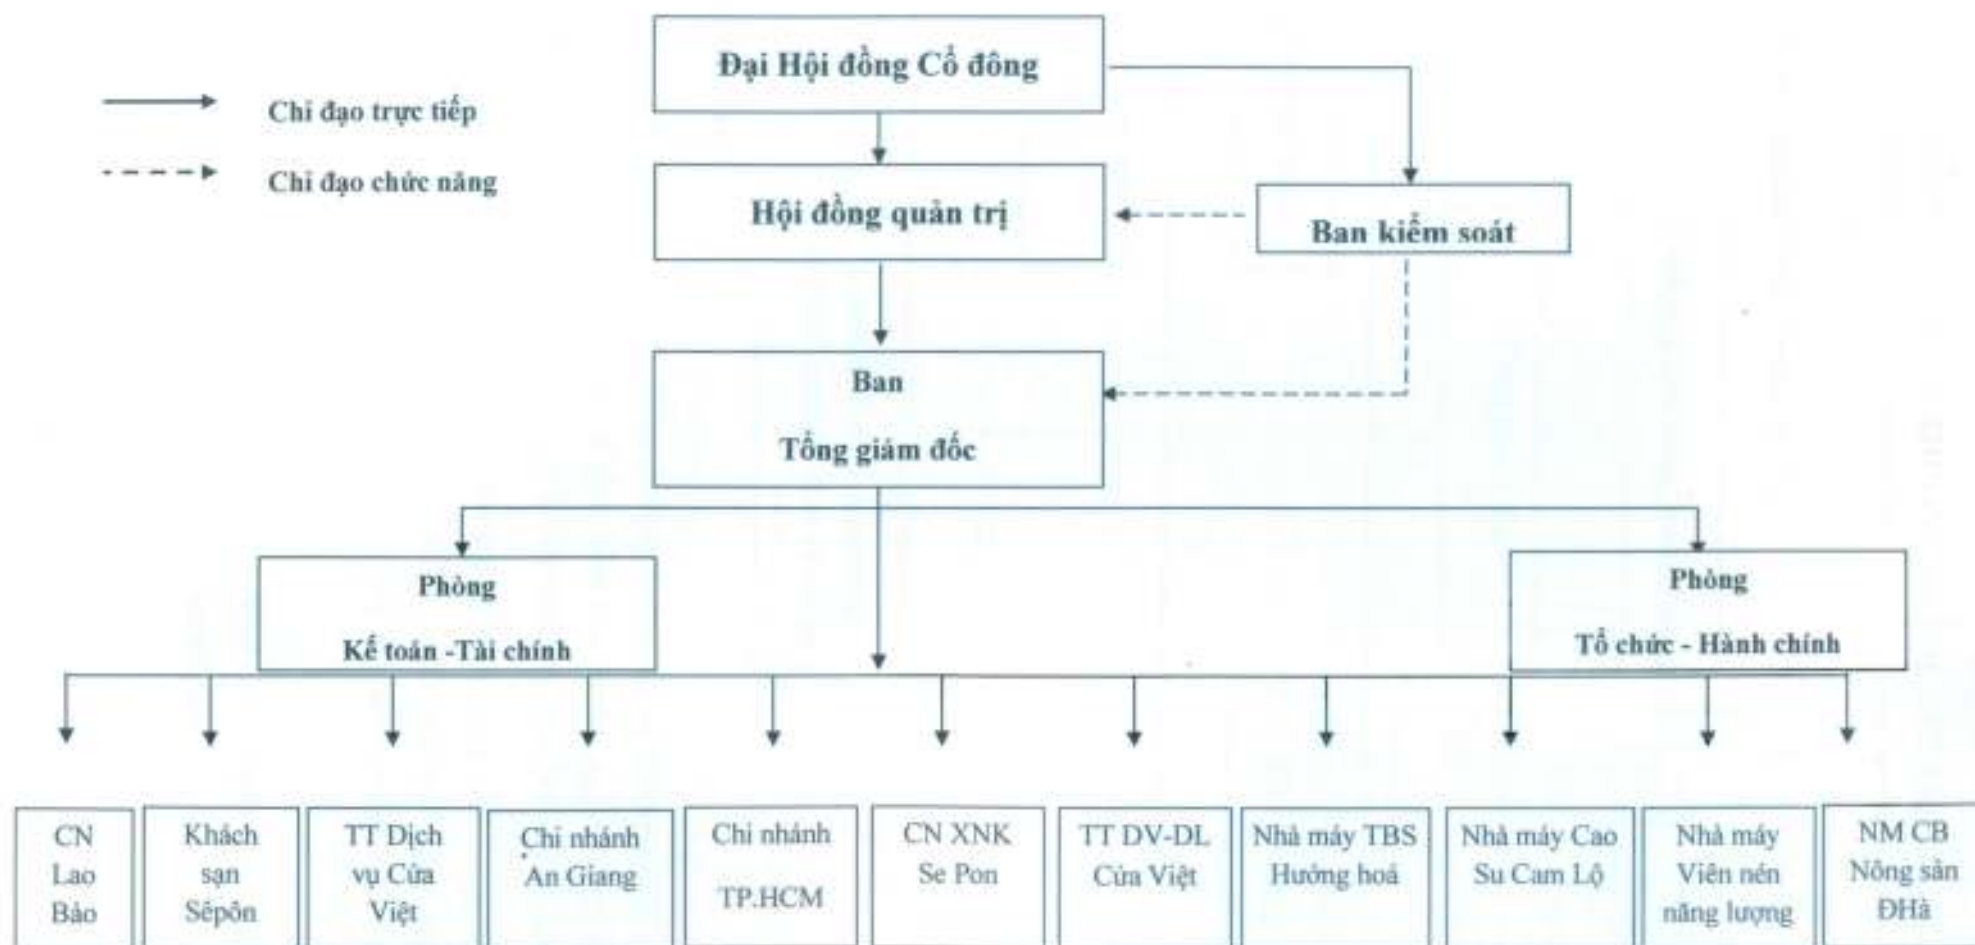 Đại Hội đồng Cổ đông
Chỉ đạo trực tiếp
Chỉ đạo chức năng
Hội đồng quản trị
Ban kiểm soát
Ban
Tổng giám đốc
Phòng
Kế toán -Tài chính
Phòng
Tổ chức - Hành chính
CN
Lao
Bảo
Khách
sạn
Sêpôn
TT Dịch
vụ Cửa
Việt
Chi nhánh
An Giang
Chi nhánh
TP.HCM
CN XNK
Se Pon
TT DV-DL
Cửa Việt
Nhà máy TBS
Hướng hoá
Nhà máy Cao
Su Cam Lộ
Nhà máy
Viên nén
năng lượng
NM CB
Nông sản
ĐHà